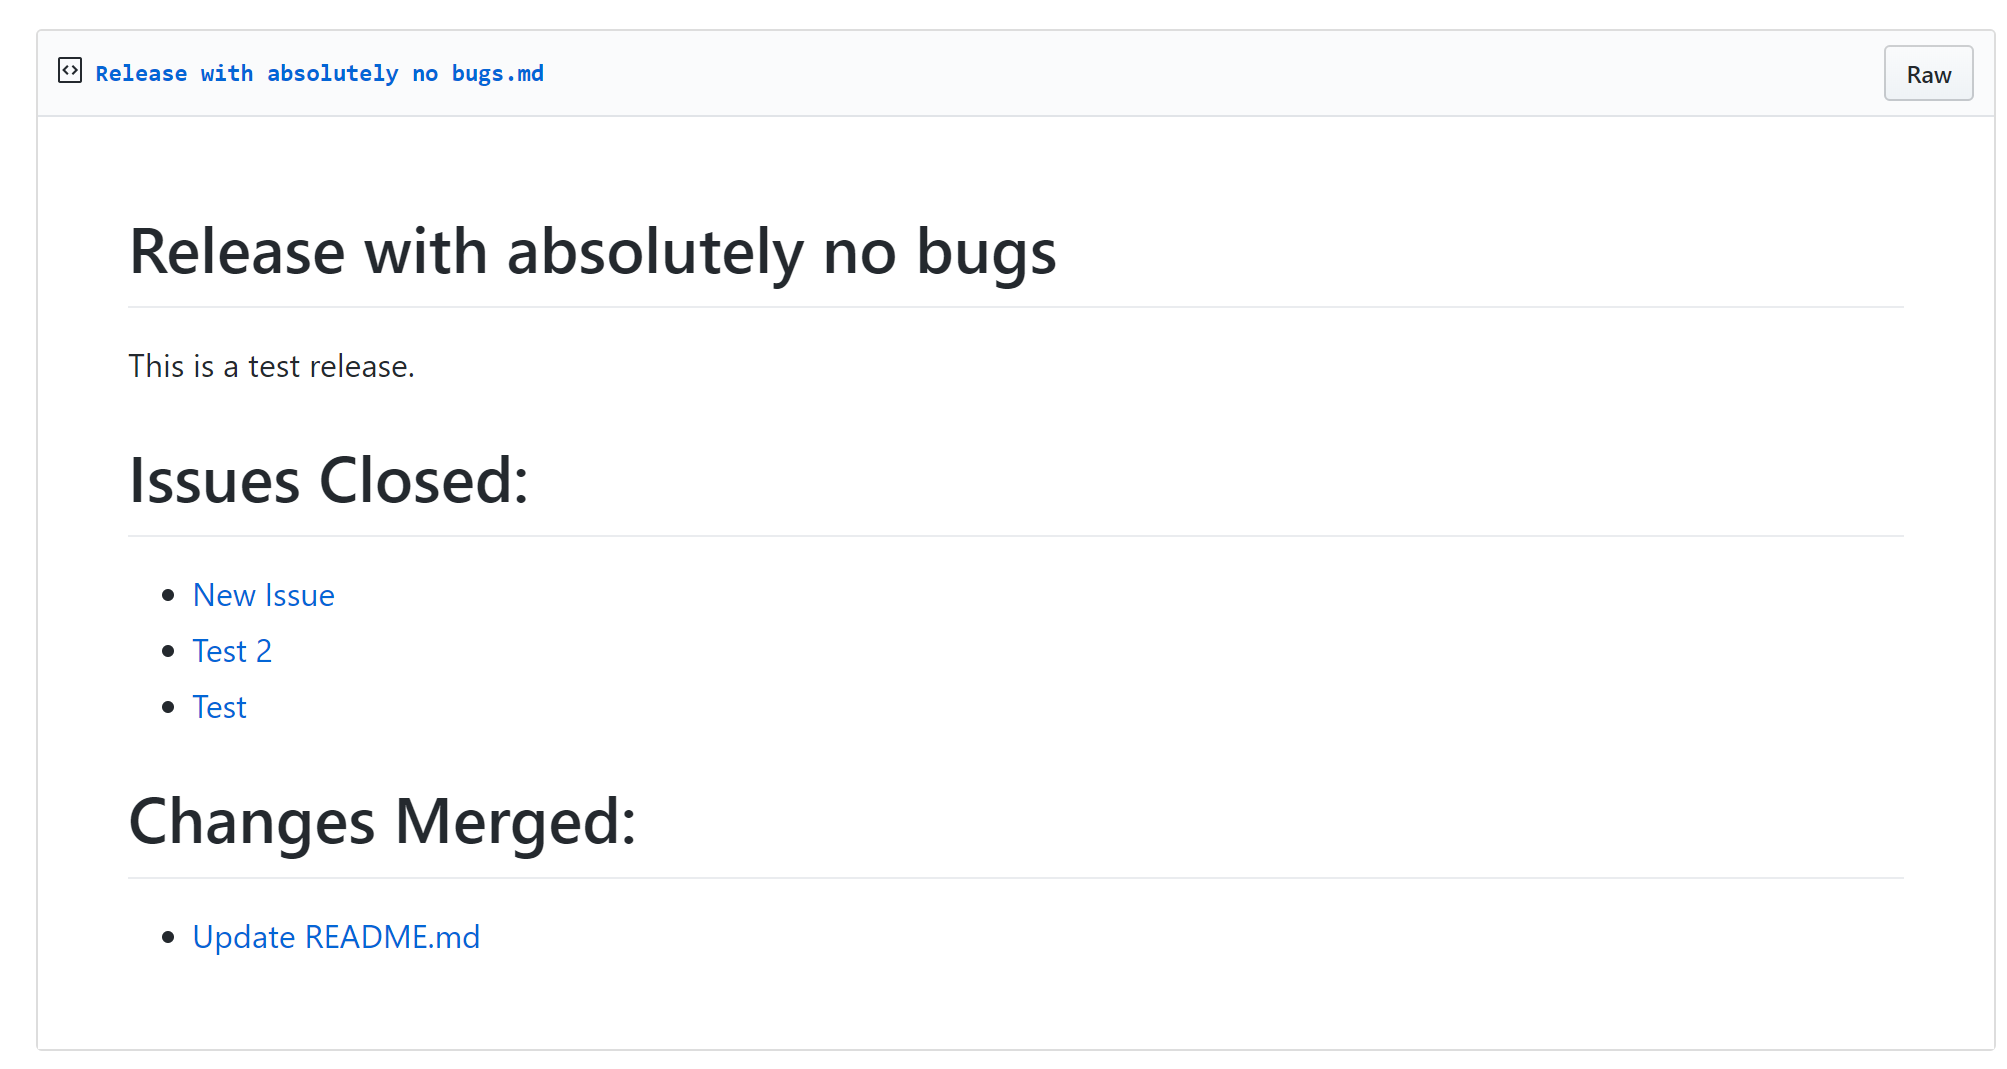 Release with absolutely no bugs.md
Raw
Release with absolutely no bugs
This is a test release.
Issues Closed:
New Issue
Test 2
Test
Changes Merged:
Update README.md